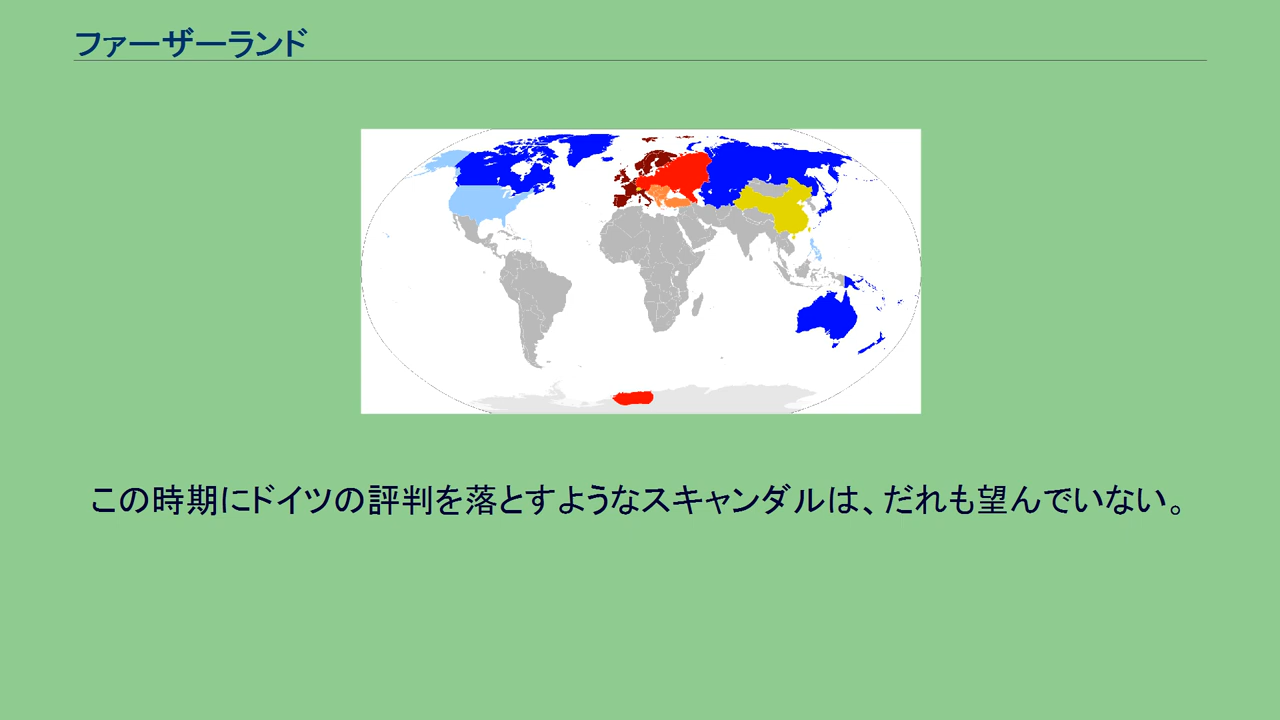 ファーザーランド
この時期にドイツの評判を落とすようなスキャンダルは、だれも望んでいない。